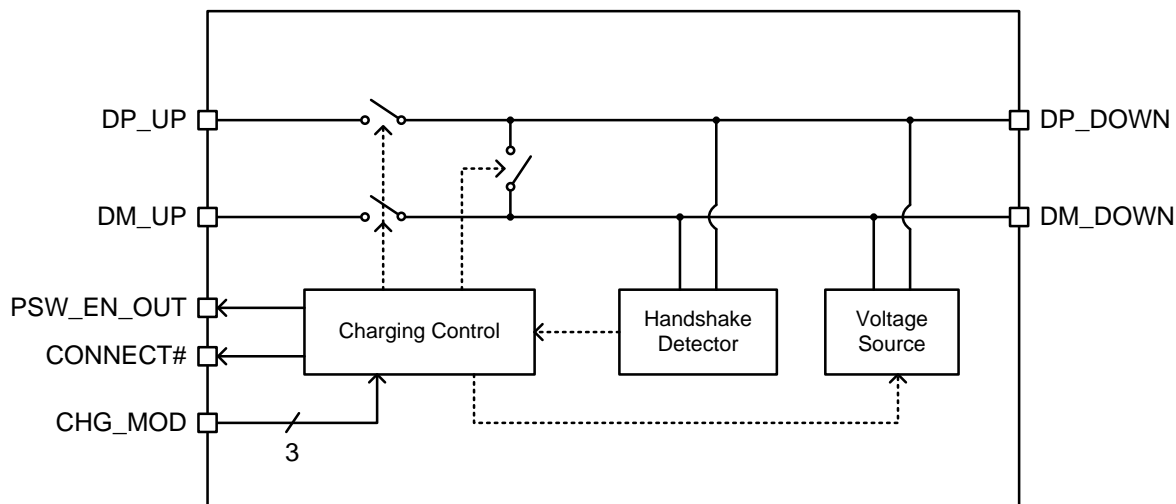 DP_UP
DP_DOWN
DM_UP
DM_DOWN
PSW_EN_OUT
CONNECT#
CHG_MOD
3
Charging Control
Handshake
Detector
Voltage
Source